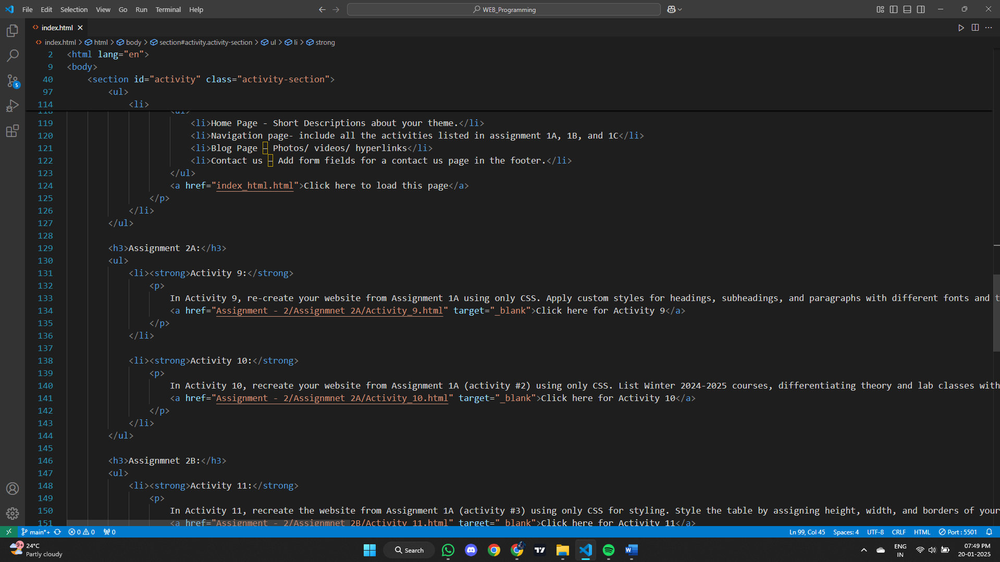 File Edit Selection View Go Run Terminal Help
WEB_Programming
index.html
index.html > html > body > section#activity.activity-section > ul > li > strong
2 <html lang="en">
9 <body>
40 <section id="activity" class="activity-section">
97 <ul>
114 <li>
118 <ul>
119 <li>Home Page - Short Descriptions about your theme.</li>
120 <li>Navigation page- include all the activities listed in assignment 1A, 1B, and 1C</li>
121 <li>Blog Page – Photos/ videos/ hyperlinks</li>
122 <li>Contact us – Add form fields for a contact us page in the footer.</li>
123 </ul>
124 <a href="index_html.html">Click here to load this page</a>
125 </p>
126 </li>
127 </ul>
128
129 <h3>Assignment 2A:</h3>
130 <ul>
131 <li><strong>Activity 9:</strong>
132 <p>
133 In Activity 9, re-create your website from Assignment 1A using only CSS. Apply custom styles for headings, subheadings, and paragraphs with different fonts and t
134 <a href="Assignment - 2/Assignmnet 2A/Activity_9.html" target="_blank">Click here for Activity 9</a>
135 </p>
136 </li>
137
138 <li><strong>Activity 10:</strong>
139 <p>
140 In Activity 10, recreate your website from Assignment 1A (activity #2) using only CSS. List Winter 2024-2025 courses, differentiating theory and lab classes with
141 <a href="Assignment - 2/Assignmnet 2A/Activity_10.html" target="_blank">Click here for Activity 10</a>
142 </p>
143 </li>
144 </ul>
145
146 <h3>Assignmnet 2B:</h3>
147 <ul>
148 <li><strong>Activity 11:</strong>
149 <p>
150 In Activity 11, recreate the website from Assignment 1A (activity #3) using only CSS for styling. Style the table by assigning height, width, and borders of your
151 <a href="Assignment - 2/Assignmnet 2B/Activity_11.html" target="_blank">Click here for Activity 11</a>
5
main*+ 0 0 0
Ln 99, Col 45 Spaces: 4 UTF-8 CRLF HTML Port : 5501
9+
24°C
Partly cloudy
Search
ENG
IN
07:49 PM
20-01-2025